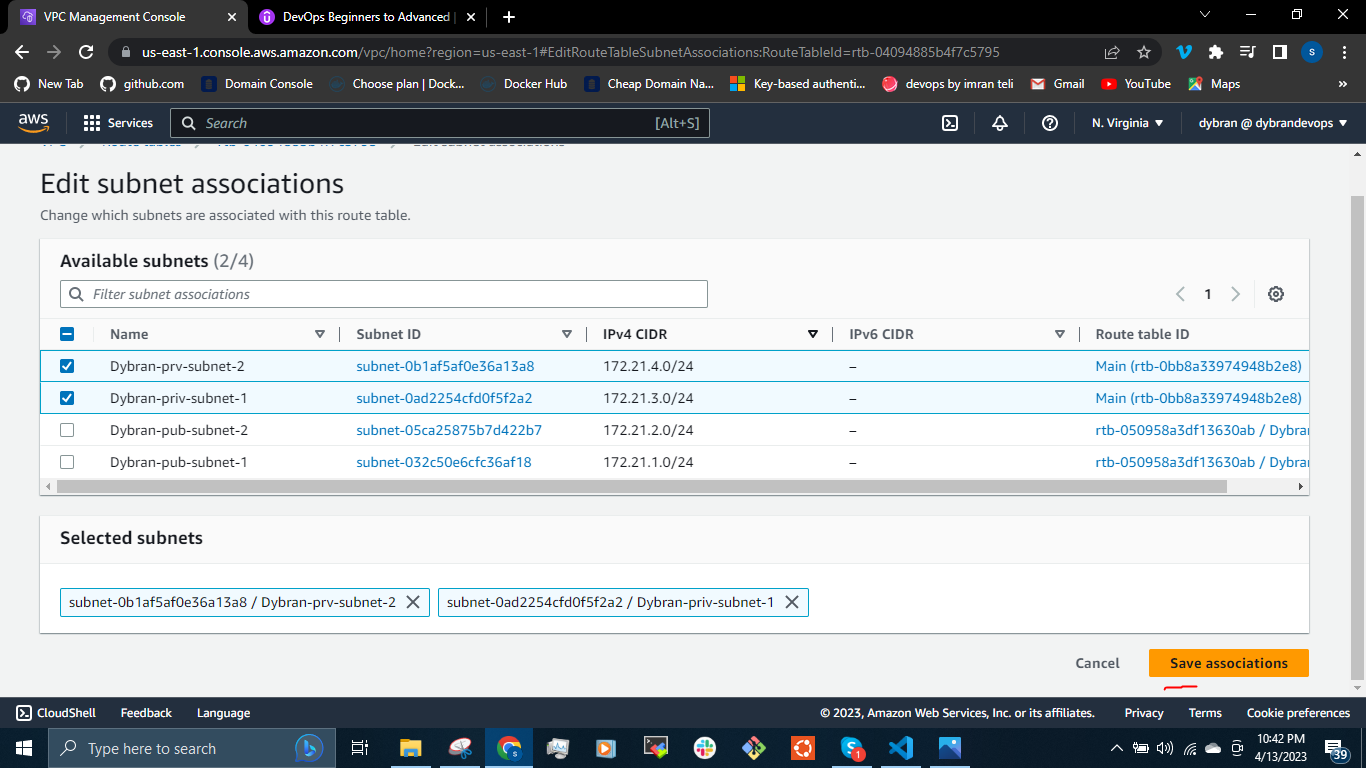 VPC Management Console
DevOps Beginners to Advanced |
us-east-1.console.aws.amazon.com/vpc/home?region=us-east-1#EditRouteTableSubnetAssociations:RouteTableId=rtb-04094885b4f7c5795
S
New Tab
github.com
Domain Console
Choose plan | Dock...
Docker Hub
Cheap Domain Na...
Key-based authenti...
devops by imran teli
Gmail
YouTube
Maps
»
aws
Services
Search
[Alt+S]
N. Virginia
dybran @ dybrandevops
Edit subnet associations
Change which subnets are associated with this route table.
Available subnets (2/4)
Filter subnet associations
1
Name Subnet ID IPv4 CIDR IPv6 CIDR Route table ID
Dybran-prv-subnet-2 subnet-0b1af5af0e36a13a8 172.21.4.0/24 – Main (rtb-0bb8a33974948b2e8)
Dybran-priv-subnet-1 subnet-0ad2254cfd0f5f2a2 172.21.3.0/24 – Main (rtb-0bb8a33974948b2e8)
Dybran-pub-subnet-2 subnet-05ca25875b7d422b7 172.21.2.0/24 – rtb-050958a3df13630ab / Dybran
Dybran-pub-subnet-1 subnet-032c50e6cfc36af18 172.21.1.0/24 – rtb-050958a3df13630ab / Dybran
Selected subnets
subnet-0b1af5af0e36a13a8 / Dybran-prv-subnet-2
subnet-0ad2254cfd0f5f2a2 / Dybran-priv-subnet-1
Cancel
Save associations
CloudShell
Feedback
Language
© 2023, Amazon Web Services, Inc. or its affiliates.
Privacy
Terms
Cookie preferences
Type here to search
1
10:42 PM
4/13/2023
39